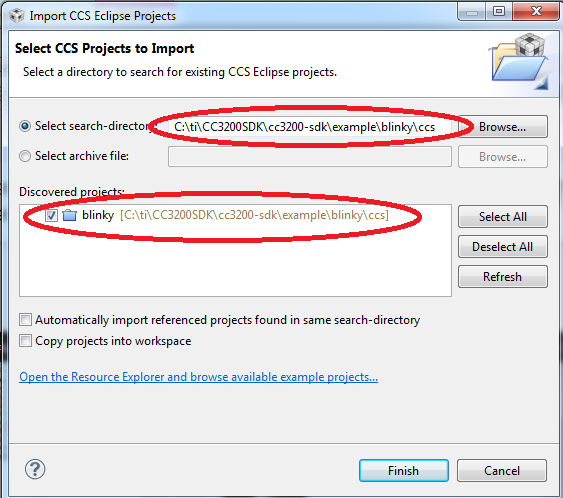 Import CCS Eclipse Projects
Select CCS Projects to Import
Select a directory to search for existing CCS Eclipse projects.
Select search-director C:\ti\CC3200SDK\cc3200-sdk\example\blinky\ccs Browse...
Select archive file: Browse...
Discovered projects:
blinky [C:\ti\CC3200SDK\cc3200-sdk\example\blinky\ccs] Select All
Deselect All
Refresh
Automatically import referenced projects found in same search-directory
Copy projects into workspace
Open the Resource Explorer and browse available example projects...
? Finish Cancel